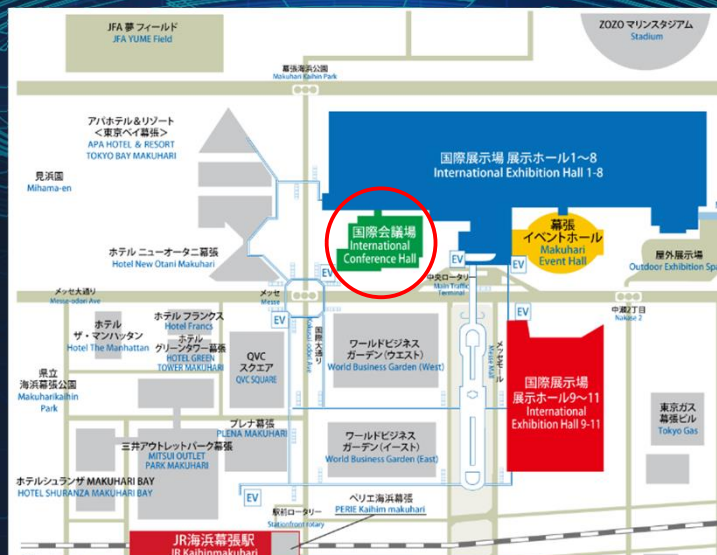 JFA 夢フィールド
JFA YUME Field
ZOZO マリンスタジアム
Stadium
幕張海浜公園
Makuhari Kaihin Park
アパホテル&リゾート
<東京ベイ幕張>
APA HOTEL & RESORT
TOKYO BAY MAKUHARI
国際展示場 展示ホール1〜8
International Exhibition Hall 1-8
見浜園
Mihama-en
国際会議場
International
Conference Hall
幕張
イベントホール
Makuhari
Event Hall
ホテル ニューオータニ幕張
Hotel New Otani Makuhari
屋外展示場
Outdoor Exhibition Spa
EV
EV
EV
中央ロータリー
Main Traffic
Terminal
メッセ大通り
Messe-odori Ave
メッセ
Messe
中瀬2丁目
Nakase 2
EV
EV
ホテル フランクス
Hotel Francs
ホテル
ザ・マンハッタン
Hotel The Manhattan
ホテル
グリーンタワー幕張
HOTEL GREEN
TOWER MAKUHARI
国際大通り
Kokusai-odori Ave
QVC
スクエア
QVC SQUARE
ワールドビジネス
ガーデン(ウエスト)
World Business Garden (West)
メッセモール
Messe Mall
国際展示場
展示ホール9〜11
International
Exhibition Hall 9-11
県立
海浜幕張公園
Makuharikaihin
Park
プレナ幕張
PLENA MAKUHARI
東京ガス
幕張ビル
Tokyo Gas
三井アウトレットパーク幕張
MITSUI OUTLET
PARK MAKUHARI
ワールドビジネス
ガーデン(イースト)
World Business Garden (East)
ホテルシュランザ MAKUHARI BAY
HOTEL SHURANZA MAKUHARI BAY
EV
ペリエ海浜幕張
PERIE Kaihim makuhari
駅前ロータリー
Stationfront rotary
JR海浜幕張駅
JR Kaihinmakuhari